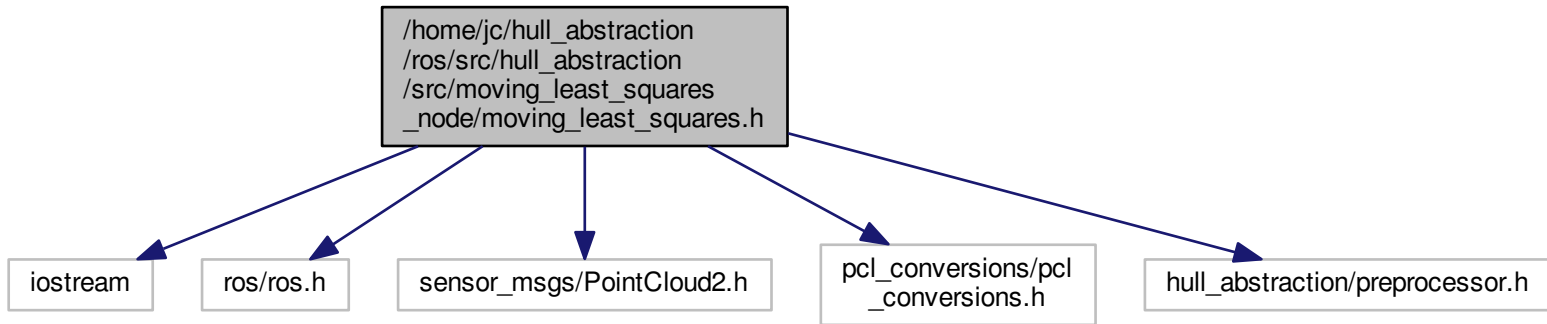 /home/jc/hull_abstraction
/ros/src/hull_abstraction
/src/moving_least_squares
_node/moving_least_squares.h
iostream
ros/ros.h
sensor_msgs/PointCloud2.h
pcl_conversions/pcl
_conversions.h
hull_abstraction/preprocessor.h